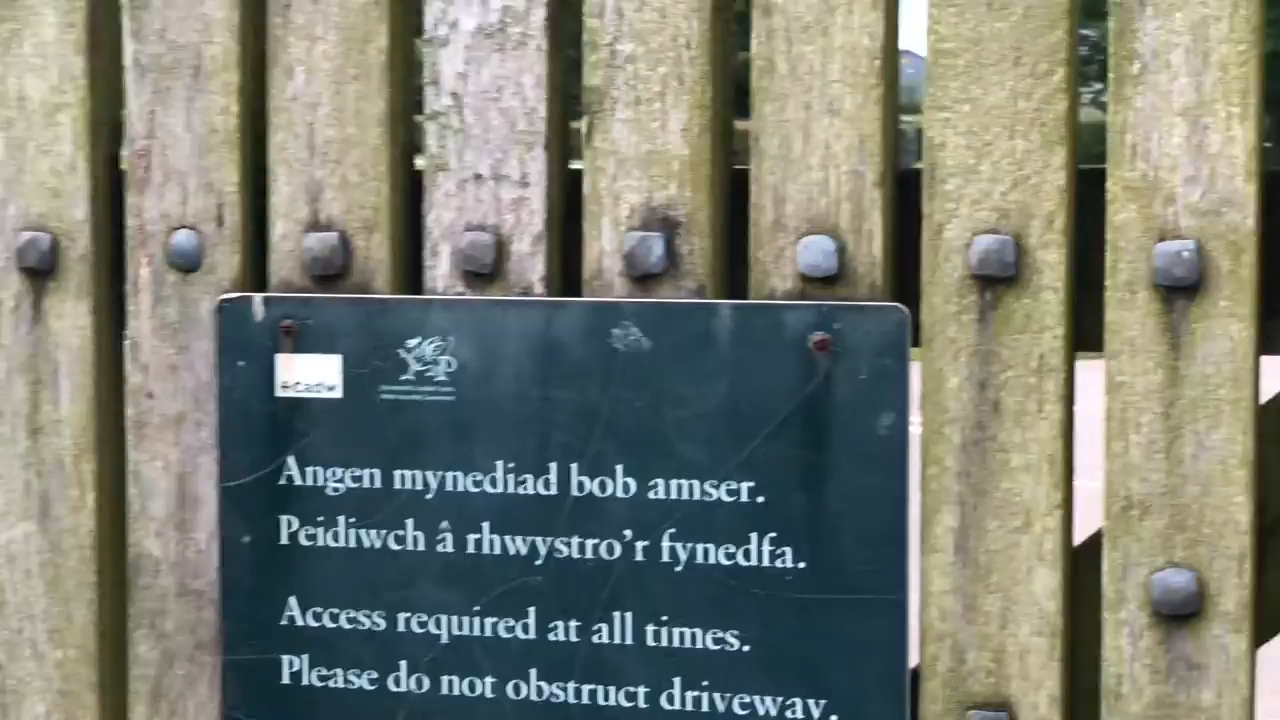 Cadw
Angen mynediad bob amser.
Peidiwch â rhwystro'r fynedfa.
Access required at all times.
Please do not obstruct driveway.